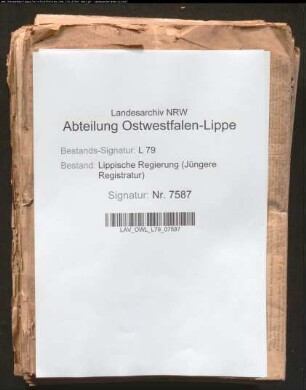 Landesarchiv NRW
Abteilung Ostwestfalen-Lippe
Bestands-Signatur: L 79
Bestand: Lippische Regierung (Jüngere
Registratur)
Signatur: Nr. 7587
LAV_OWL_L79_07587